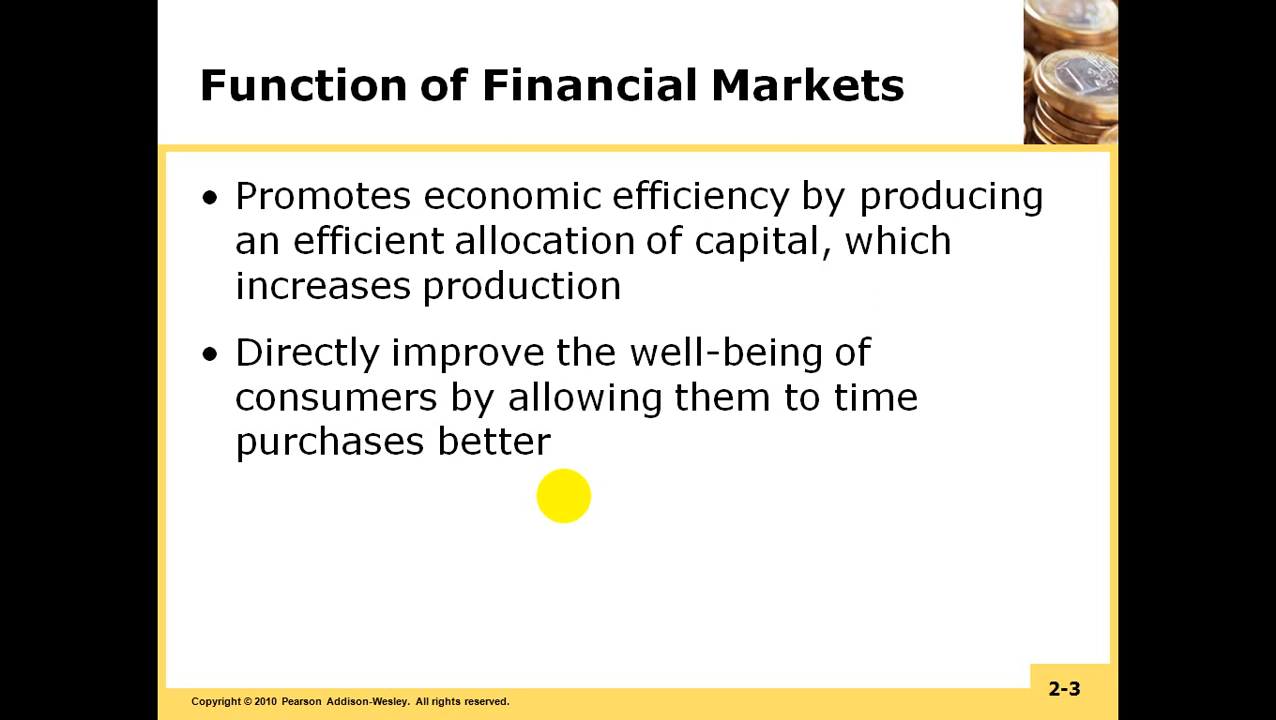 Function of Financial Markets
• Promotes economic efficiency by producing
an efficient allocation of capital, which
increases production
• Directly improve the well-being of
consumers by allowing them to time
purchases better
Copyright © 2010 Pearson Addison-Wesley. All rights reserved.
2-3